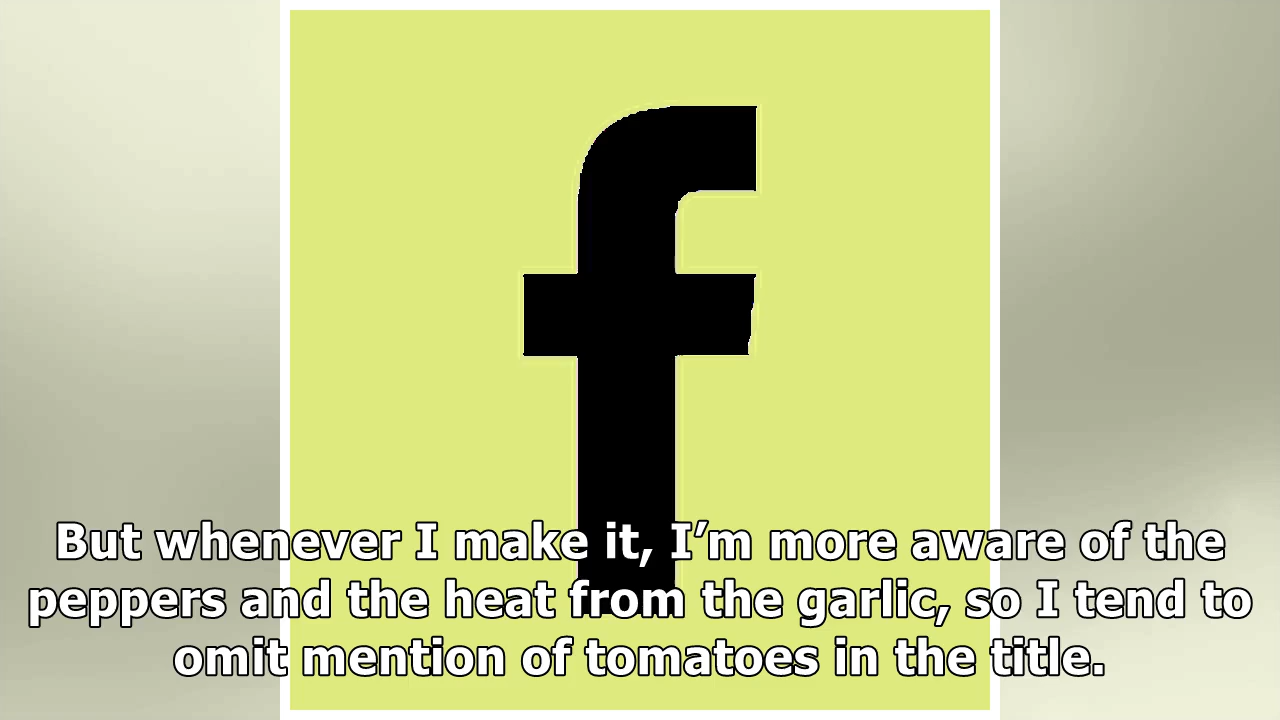 f
But whenever I make it, I’m more aware of the
peppers and the heat from the garlic, so I tend to
omit mention of tomatoes in the title.